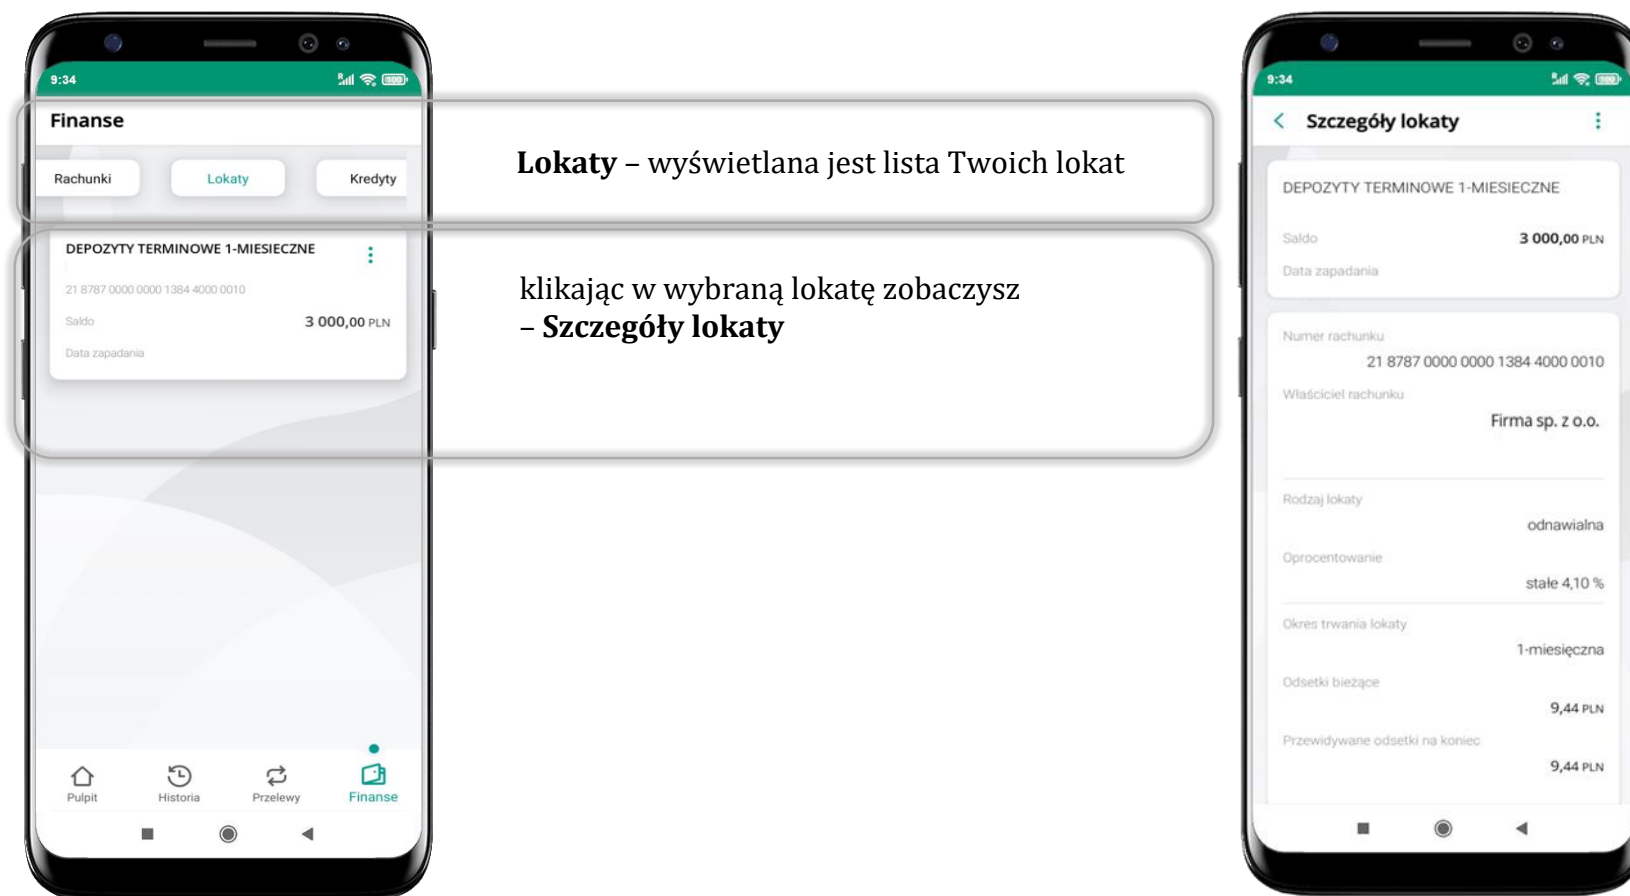 9:34
Finanse
Rachunki Lokaty Kredyty
DEPOZYTY TERMINOWE 1-MIESIECZNE
21 8787 0000 0000 1384 4000 0010
Saldo 3 000,00 PLN
Data zapadania
Pulpit Historia Przelewy Finanse
Lokaty – wyświetlana jest lista Twoich lokat
klikając w wybraną lokatę zobaczysz
– Szczegóły lokaty
9:34
Szczegóły lokaty
DEPOZYTY TERMINOWE 1-MIESIECZNE
Saldo 3 000,00 PLN
Data zapadania
Numer rachunku
21 8787 0000 0000 1384 4000 0010
Właściciel rachunku
Firma sp. z o.o.
Rodzaj lokaty
odnawialna
Oprocentowanie
stałe 4,10 %
Okres trwania lokaty
1-miesięczna
Odsetki bieżące
9,44 PLN
Przewidywane odsetki na koniec
9,44 PLN